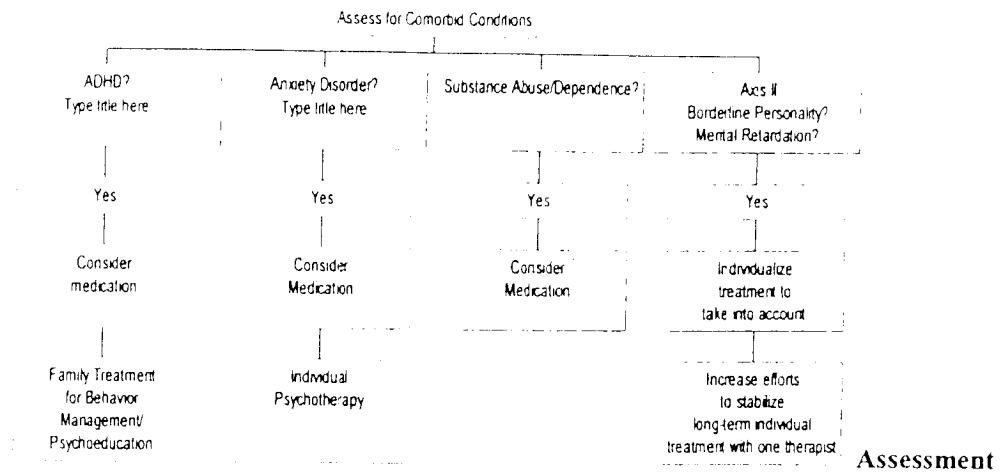 Assess for Comorbid Conditions
ADHD?
Type title here
Anxiety Disorder?
Type title here
Substance Abuse/Dependence?
Axis II
Borderline Personality?
Mental Retardation?
Yes
Yes
Yes
Yes
Consider
medication
Consider
Medication
Consider
Medication
Individualize
treatment to
take into account
Family Treatment
for Behavior
Management/
Psychoeducation
Individual
Psychotherapy
Increase efforts
to stabilize
long-term individual
treatment with one therapist
Assessment